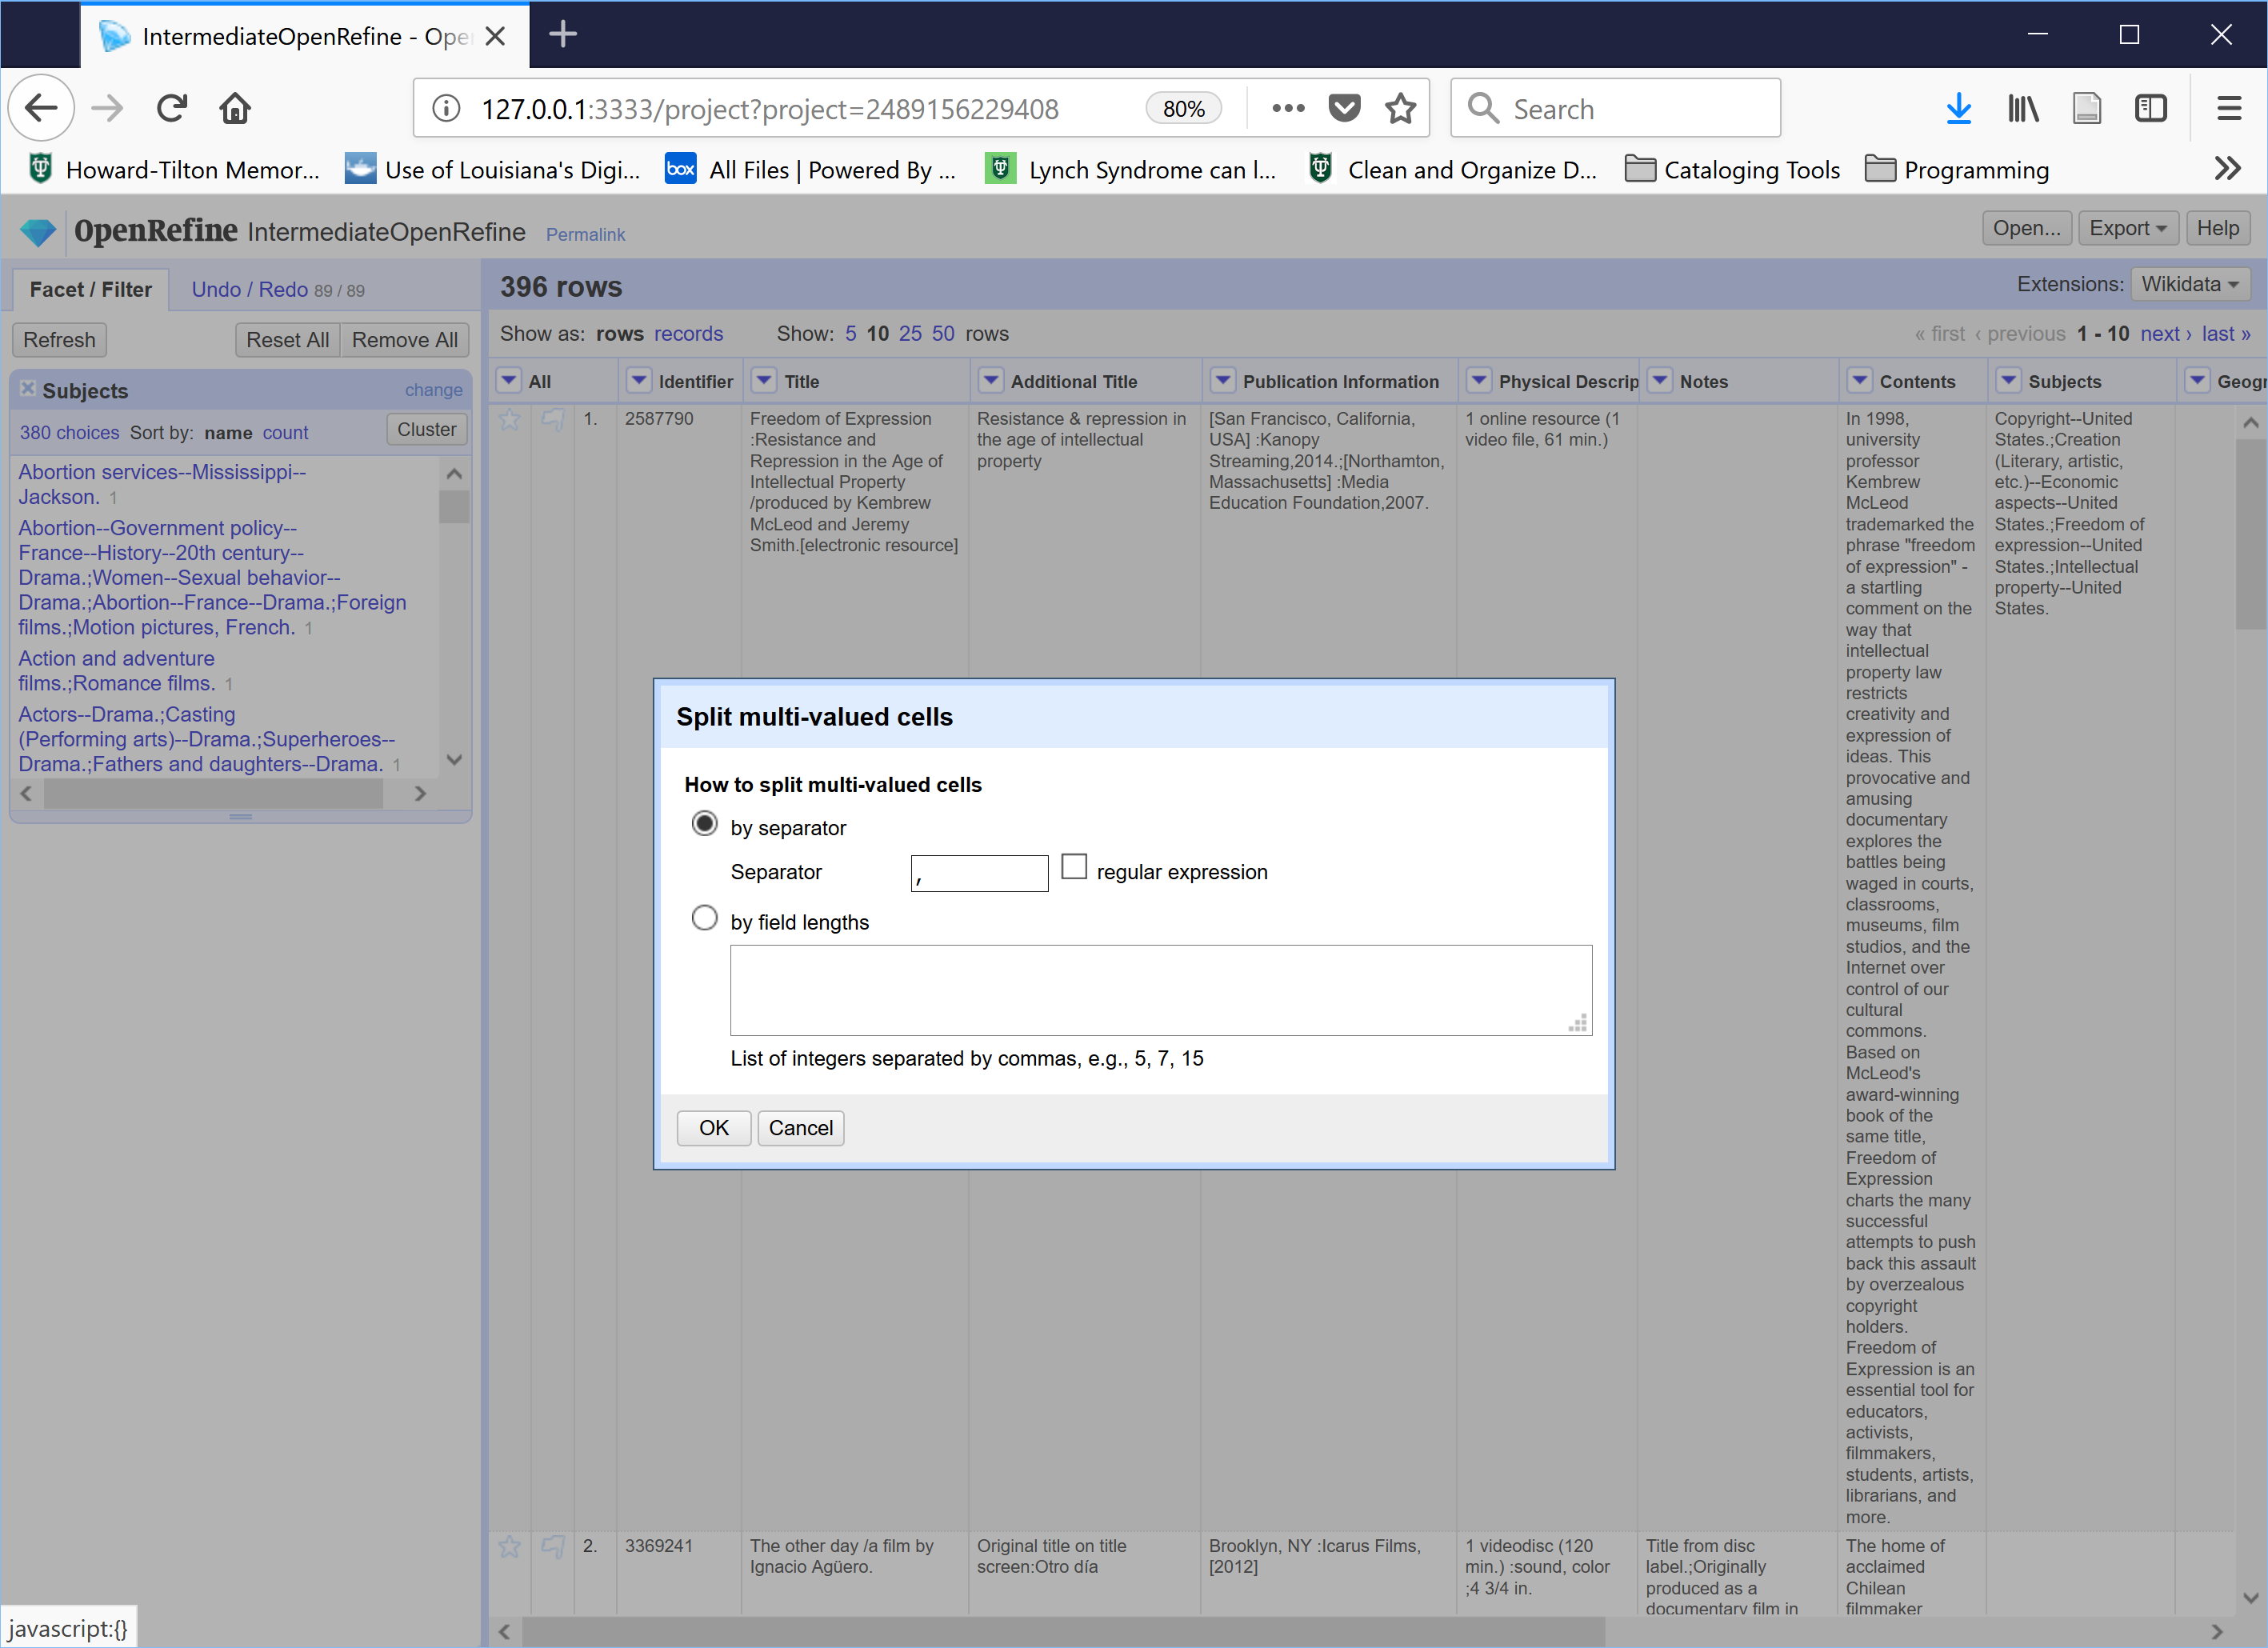 IntermediateOpenRefine - Ope
127.0.0.1:3333/project?project=2489156229408
80%
Search
Howard-Tilton Memor...
Use of Louisiana's Digi...
box
All Files | Powered By ...
Lynch Syndrome can l...
Clean and Organize D...
Cataloging Tools
Programming
OpenRefine IntermediateOpenRefine Permalink
Open... Export Help
Facet / Filter
Undo / Redo 89 / 89
396 rows
Extensions: Wikidata
Refresh
Reset All Remove All
Show as: rows records
Show: 5 10 25 50 rows
« first ‹ previous 1 - 10 next › last »
Subjects
change
380 choices Sort by: name count
Cluster
Abortion services--Mississippi--
Jackson. 1
Abortion--Government policy--
France--History--20th century--
Drama.;Women--Sexual behavior--
Drama.;Abortion--France--Drama.;Foreign
films.;Motion pictures, French. 1
Action and adventure
films.;Romance films. 1
Actors--Drama.;Casting
(Performing arts)--Drama.;Superheroes--
Drama.;Fathers and daughters--Drama. 1
All
Identifier
Title
Additional Title
Publication Information
Physical Descrip
Notes
Contents
Subjects
Geogr
1.
2587790
Freedom of Expression
:Resistance and
Repression in the Age of
Intellectual Property
/produced by Kembrew
McLeod and Jeremy
Smith.[electronic resource]
Resistance & repression in
the age of intellectual
property
[San Francisco, California,
USA] :Kanopy
Streaming,2014.;[Northamton,
Massachusetts] :Media
Education Foundation,2007.
1 online resource (1
video file, 61 min.)
In 1998,
university
professor
Kembrew
McLeod
trademarked the
phrase "freedom
of expression" -
a startling
comment on the
way that
intellectual
property law
restricts
creativity and
expression of
ideas. This
provocative and
amusing
documentary
explores the
battles being
waged in courts,
classrooms,
museums, film
studios, and the
Internet over
control of our
cultural
commons.
Based on
McLeod's
award-winning
book of the
same title,
Freedom of
Expression
charts the many
successful
attempts to push
back this assault
by overzealous
copyright
holders.
Freedom of
Expression is an
essential tool for
educators,
activists,
filmmakers,
students, artists,
librarians, and
more.
Copyright--United
States.;Creation
(Literary, artistic,
etc.)--Economic
aspects--United
States.;Freedom of
expression--United
States.;Intellectual
property--United
States.
Split multi-valued cells
How to split multi-valued cells
by separator
Separator , regular expression
by field lengths
List of integers separated by commas, e.g., 5, 7, 15
OK Cancel
2.
3369241
The other day /a film by
Ignacio Agüero.
Original title on title
screen:Otro día
Brooklyn, NY :Icarus Films,
[2012]
1 videodisc (120
min.) :sound, color
;4 3/4 in.
Title from disc
label.;Originally
produced as a
documentary film in
The home of
acclaimed
Chilean
filmmaker
javascript:{}